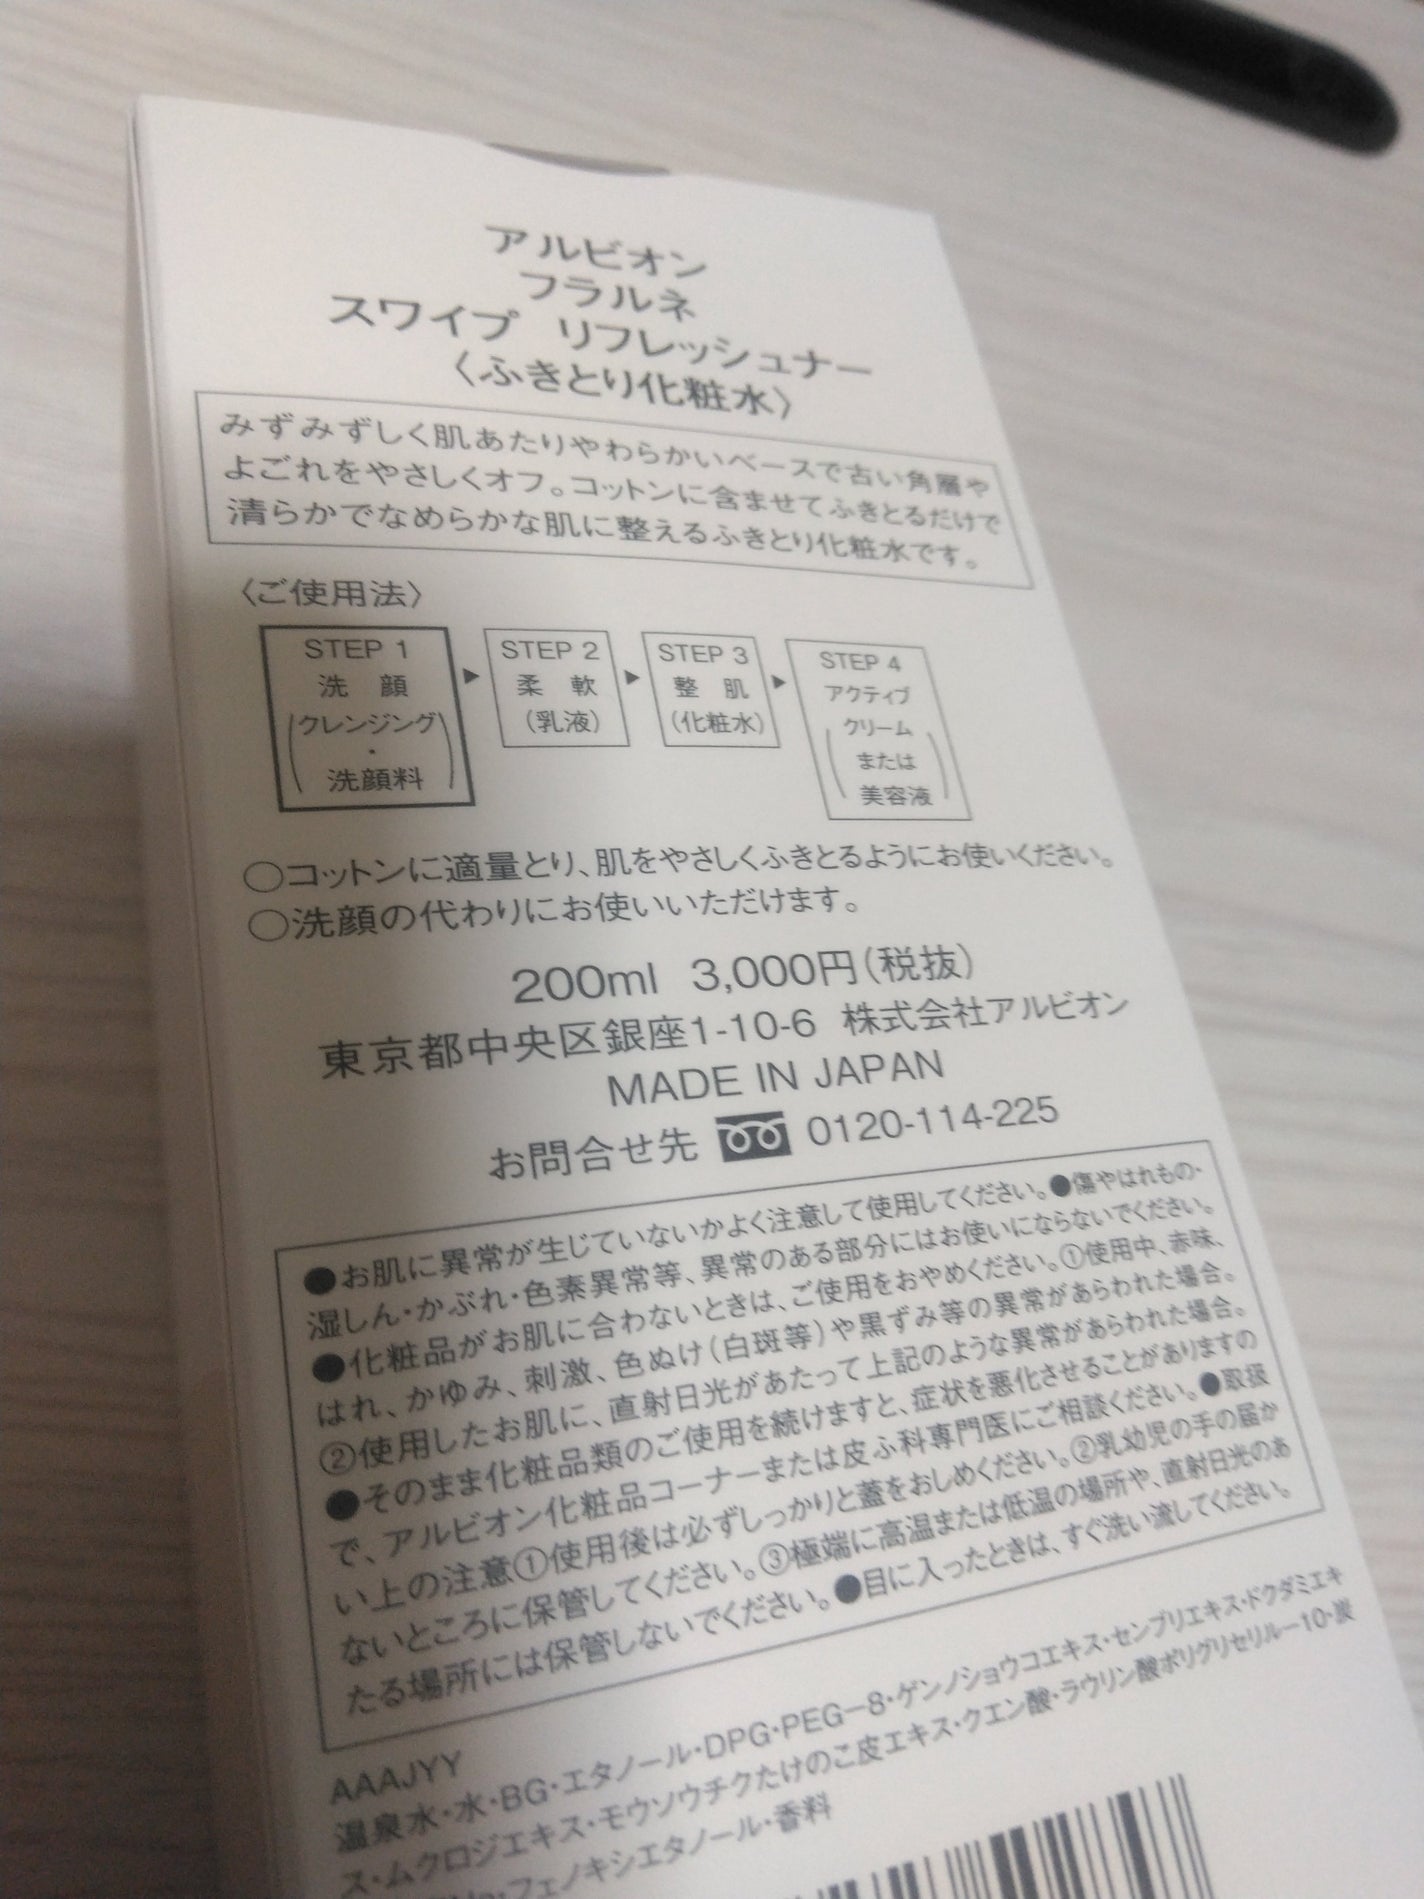 アルビオン
フラルネ
スワイプ リフレッシュナー
〈ふきとり化粧水〉
みずみずしく肌あたりやわらかいベースで古い角層や
よごれをやさしくオフ。コットンに含ませてふきとるだけで
清らかでなめらかな肌に整えるふきとり化粧水です。
〈ご使用法〉
STEP 1
洗 顔
(クレンジング
・
洗顔料)
▶
STEP 2
柔 軟
(乳液)
▶
STEP 3
整 肌
(化粧水)
▶
STEP 4
アクティブ
(クリーム
または
美容液)
○コットンに適量とり、肌をやさしくふきとるようにお使いください。
○洗顔の代わりにお使いいただけます。
200ml 3,000円(税抜)
東京都中央区銀座1-10-6 株式会社アルビオン
MADE IN JAPAN
お問合せ先 0120-114-225
●お肌に異常が生じていないかよく注意して使用してください。●傷やはれもの・
湿しん・かぶれ・色素異常等、異常のある部分にはお使いにならないでください。
●化粧品がお肌に合わないときは、ご使用をおやめください。①使用中、赤味、
はれ、かゆみ、刺激、色ぬけ(白斑等)や黒ずみ等の異常があらわれた場合。
②使用したお肌に、直射日光があたって上記のような異常があらわれた場合。
●そのまま化粧品類のご使用を続けますと、症状を悪化させることがありますの
で、アルビオン化粧品コーナーまたは皮ふ科専門医にご相談ください。●取扱
い上の注意①使用後は必ずしっかりと蓋をおしめください。②乳幼児の手の届か
ないところに保管してください。③極端に高温または低温の場所や、直射日光のあ
たる場所には保管しないでください。●目に入ったときは、すぐ洗い流してください。
AAAJYY
温泉水・水・BG・エタノール・DPG・PEG-8・ゲンノショウコエキス・センブリエキス・ドクダミエキ
ス・ムクロジエキス・モウソウチクたけのこ皮エキス・クエン酸・ラウリン酸ポリグリセリル-10・炭
・フェノキシエタノール・香料